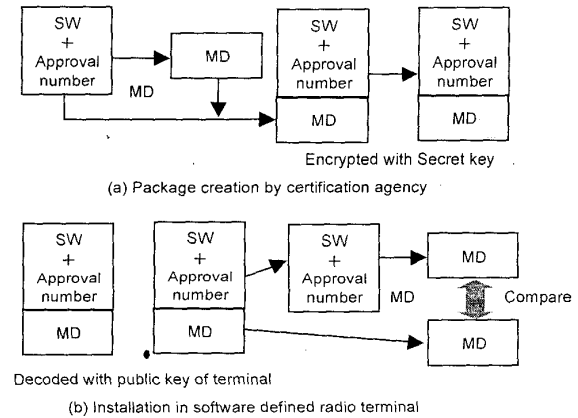 SW
+
Approval
number
MD
MD
SW
+
Approval
number
MD
SW
+
Approval
number
MD
Encrypted with Secret key
(a) Package creation by certification agency
SW
+
Approval
number
MD
SW
+
Approval
number
MD
SW
+
Approval
number
MD
MD
Compare
MD
Decoded with public key of terminal
(b) Installation in software defined radio terminal